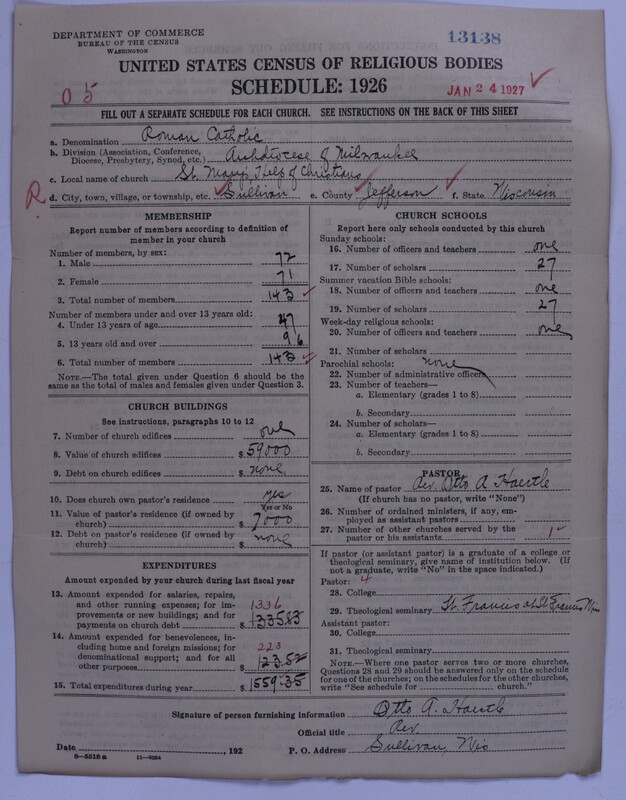 DEPARTMENT OF COMMERCE
BUREAU OF THE CENSUS
WASHINGTON
13138
UNITED STATES CENSUS OF RELIGIOUS BODIES
SCHEDULE: 1926
05
JAN 24 1927
FILL OUT A SEPARATE SCHEDULE FOR EACH CHURCH. SEE INSTRUCTIONS ON THE BACK OF THIS SHEET
a. Denomination Roman Catholic
b. Division (Association, Conference, Diocese, Presbytery, Synod, etc.) Archdiocese of Milwaukee
c. Local name of church St. Mary, Help of Christians
R d. City, town, village, or township, etc. Sullivan e. County Jefferson f. State Wisconsin
MEMBERSHIP
Report number of members according to definition of
member in your church
Number of members, by sex:
1. Male 72
2. Female 71
3. Total number of members 143
Number of members under and over 13 years old:
4. Under 13 years of age 47
5. 13 years old and over 96
6. Total number of members 143
NOTE.—The total given under Question 6 should be the
same as the total of males and females given under Question 3.
CHURCH BUILDINGS
See instructions, paragraphs 10 to 12
7. Number of church edifices one
8. Value of church edifices $ 59000
9. Debt on church edifices $ none
10. Does church own pastor's residence yes
Yes or No
11. Value of pastor's residence (if owned by
church) $ 7000
12. Debt on pastor's residence (if owned by
church) $ none
EXPENDITURES
Amount expended by your church during last fiscal year
13. Amount expended for salaries, repairs,
and other running expenses; for im-
provements or new buildings; and for
payments on church debt $ 1336
1335.83
14. Amount expended for benevolences, in-
cluding home and foreign missions; for
denominational support; and for all
other purposes $ 223
223.52
15. Total expenditures during year $ 1559.35
CHURCH SCHOOLS
Report here only schools conducted by this church
Sunday schools:
16. Number of officers and teachers one
17. Number of scholars 27
Summer vacation Bible schools:
18. Number of officers and teachers one
19. Number of scholars 27
Week-day religious schools:
20. Number of officers and teachers one
21. Number of scholars
Parochial schools: none
22. Number of administrative officers
23. Number of teachers—
a. Elementary (grades 1 to 8)
b. Secondary
24. Number of scholars—
a. Elementary (grades 1 to 8)
b. Secondary
PASTOR
25. Name of pastor Rev. Otto A Haertle
(If church has no pastor, write "None")
26. Number of ordained ministers, if any, em-
ployed as assistant pastors
27. Number of other churches served by the
pastor or his assistants 1
If pastor (or assistant pastor) is a graduate of a college or
theological seminary, give name of institution below. (If
not a graduate, write "No" in the space indicated.)
Pastor: 4
28. College
29. Theological seminary St. Francis at St Francis Wis
Assistant pastor:
30. College
31. Theological seminary
NOTE.—Where one pastor serves two or more churches,
Questions 28 and 29 should be answered only on the schedule
for one of the churches; on the schedules for the other churches,
write "See schedule for church."
Signature of person furnishing information Otto A. Haertle
Official title Rev
Date , 192 P. O. Address Sullivan, Wis
8-5518a 11-9024